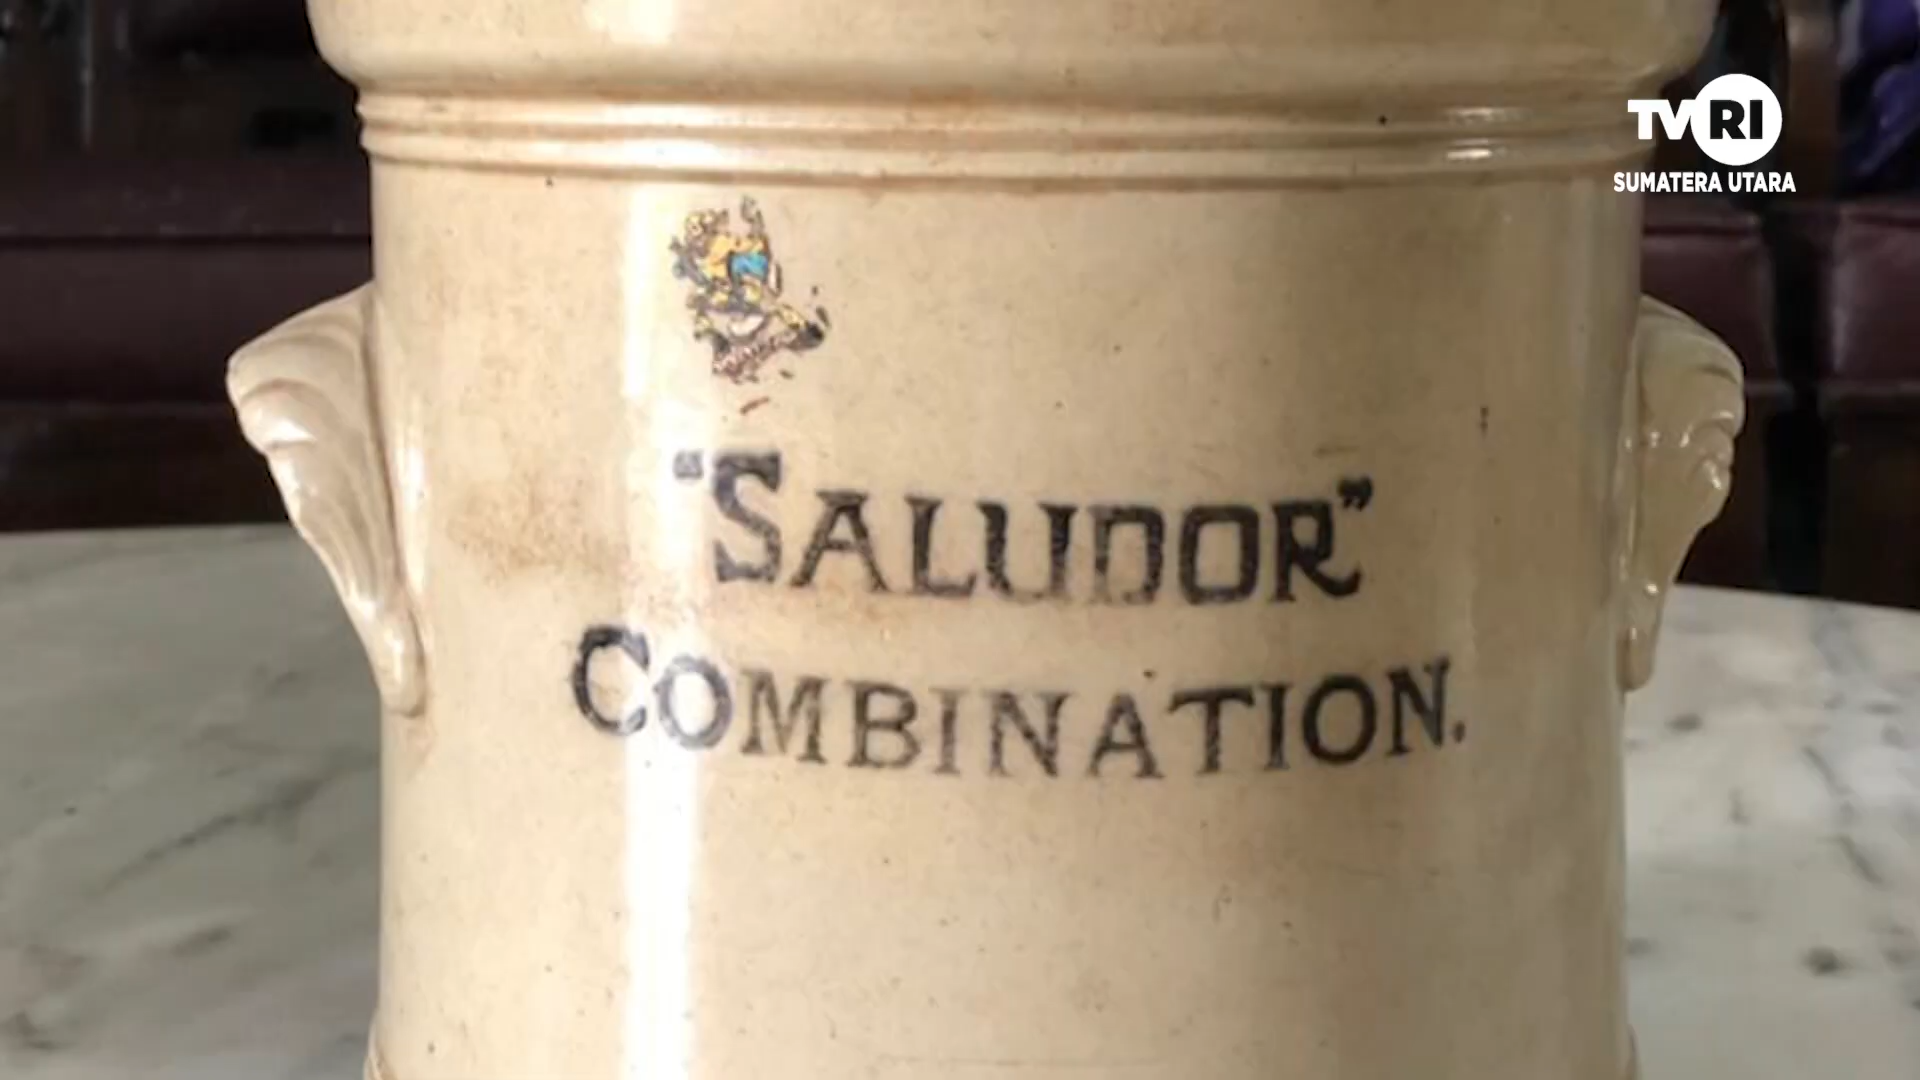 TVRI
SUMATERA UTARA
"SALUDOR"
COMBINATION.